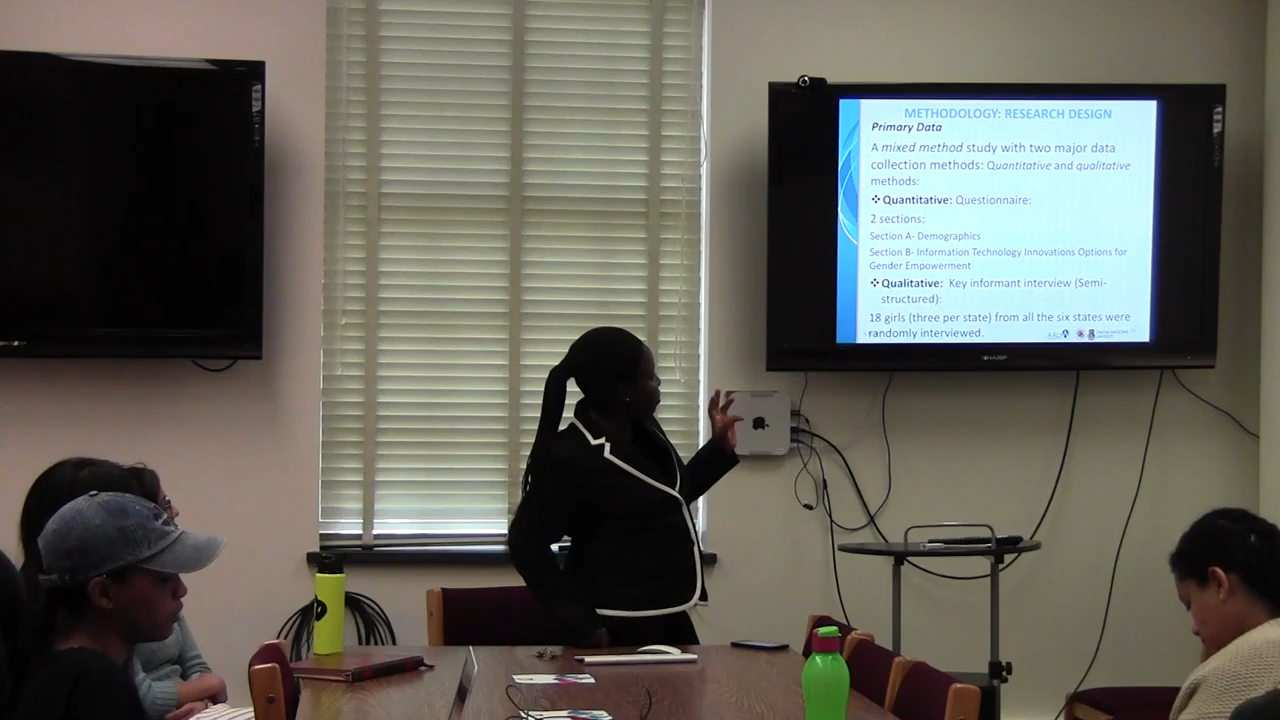 METHODOLOGY: RESEARCH DESIGN
Primary Data
A mixed method study with two major data
collection methods: Quantitative and qualitative
methods:
❖ Quantitative: Questionnaire:
2 sections:
Section A- Demographics
Section B- Information Technology Innovations Options for
Gender Empowerment
❖ Qualitative: Key informant interview (Semi-
structured):
18 girls (three per state) from all the six states were
randomly interviewed.
SHARP